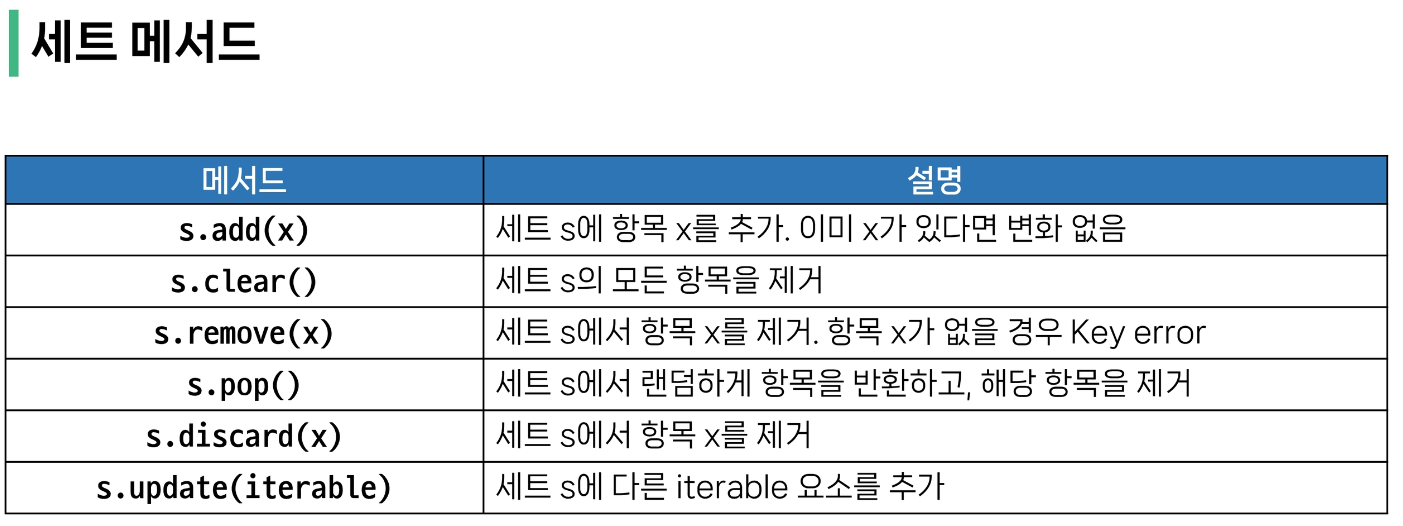 세트 메서드
메서드 설명
s.add(x) 세트 s에 항목 x를 추가. 이미 x가 있다면 변화 없음
s.clear() 세트 s의 모든 항목을 제거
s.remove(x) 세트 s에서 항목 x를 제거. 항목 x가 없을 경우 Key error
s.pop() 세트 s에서 랜덤하게 항목을 반환하고, 해당 항목을 제거
s.discard(x) 세트 s에서 항목 x를 제거
s.update(iterable) 세트 s에 다른 iterable 요소를 추가